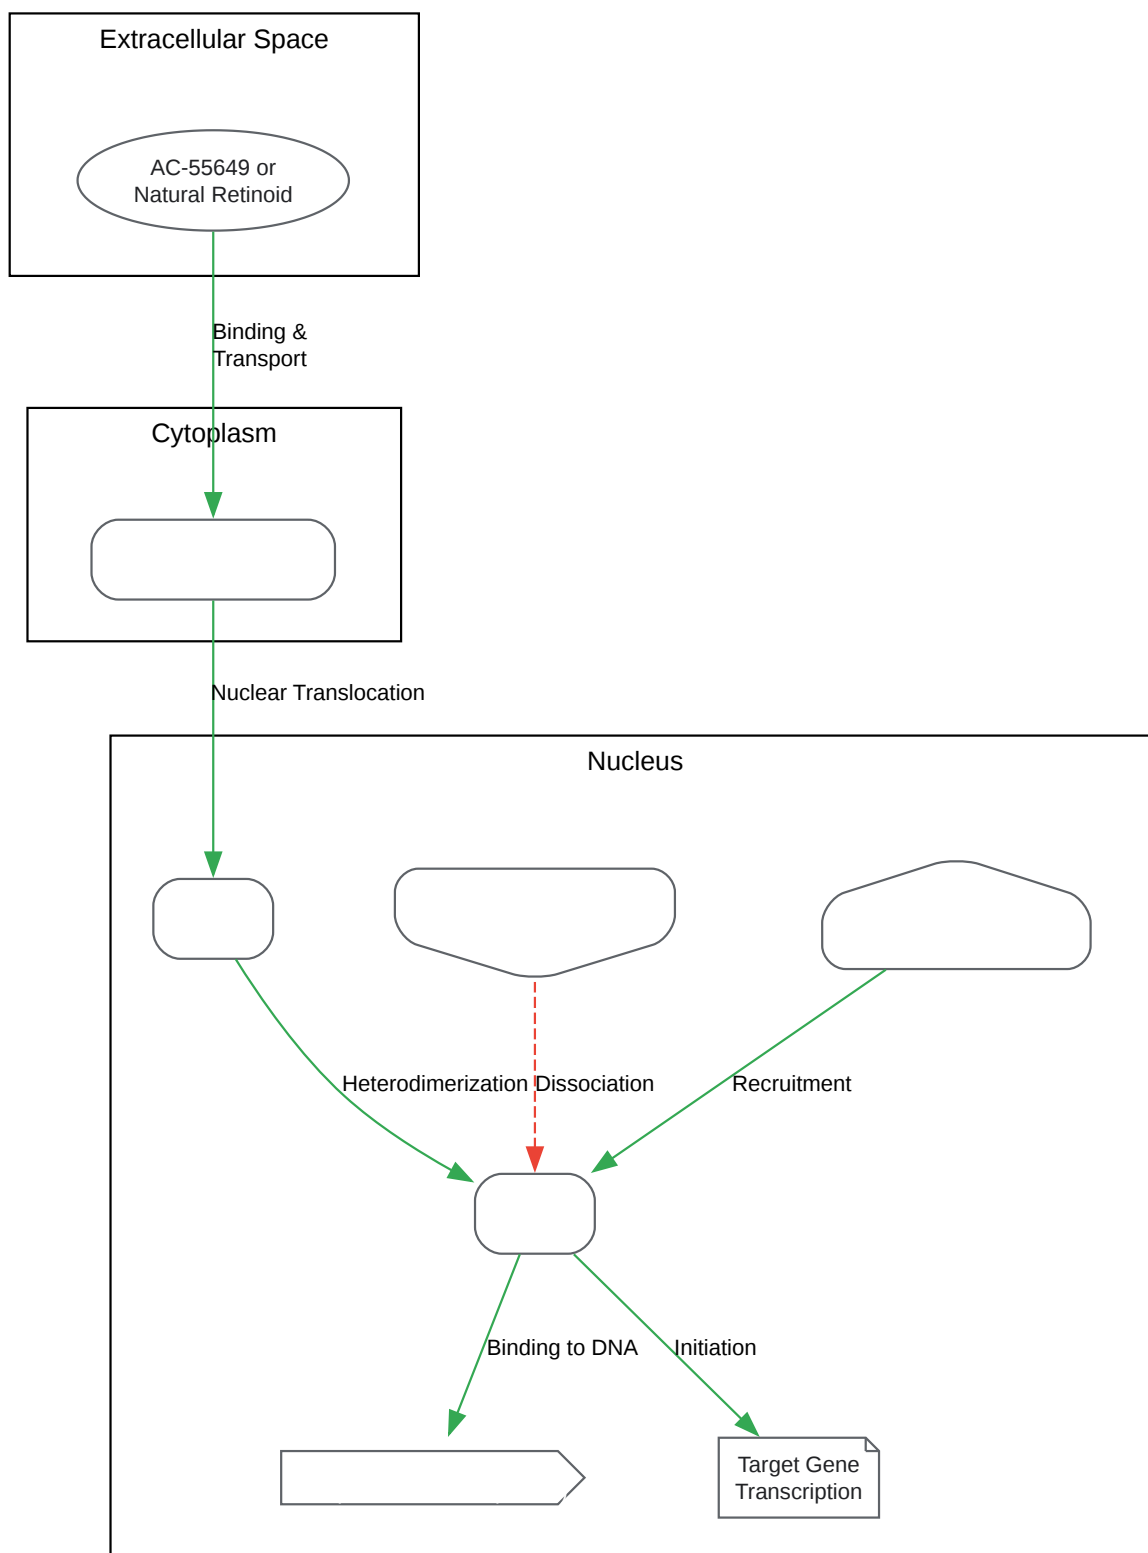 Extracellular Space
AC-55649 or
Natural Retinoid
Binding &
Transport
Cytoplasm
Nuclear Translocation
Nucleus
Heterodimerization
Dissociation
Recruitment
Binding to DNA
Initiation
Target Gene
Transcription